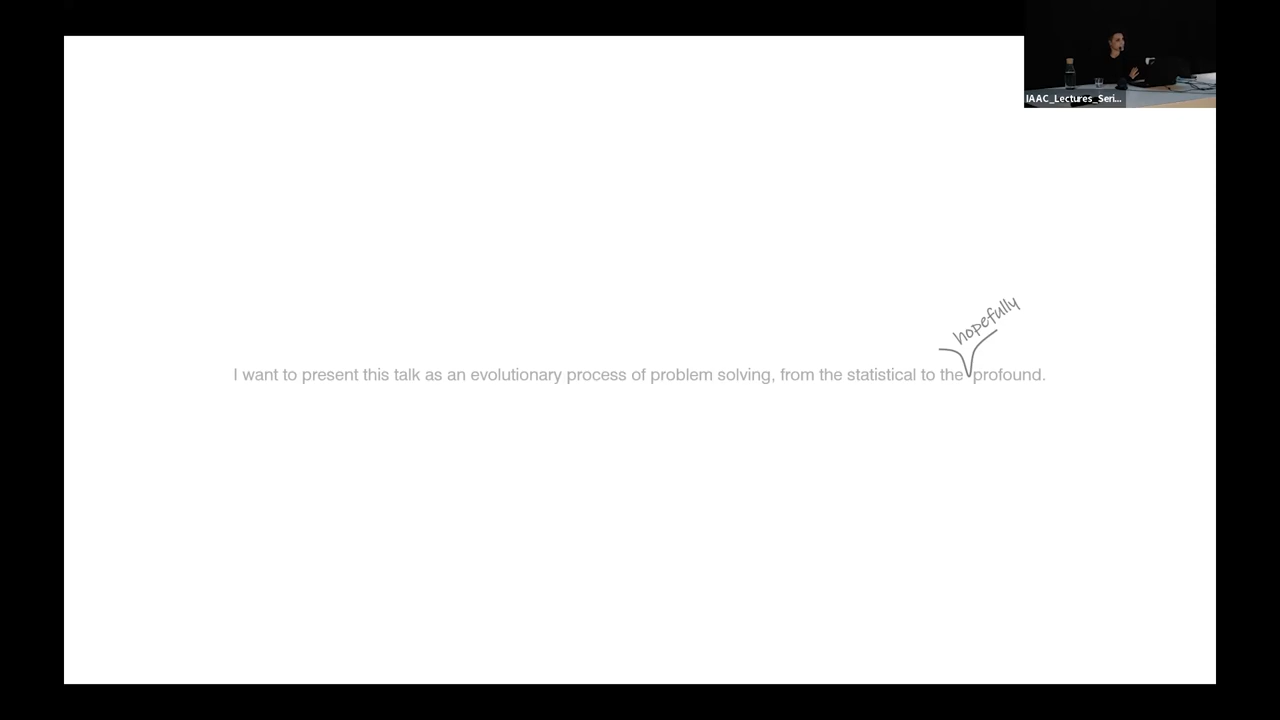 IAAC_Lectures_Seri...
hopefully
I want to present this talk as an evolutionary process of problem solving, from the statistical to the profound.